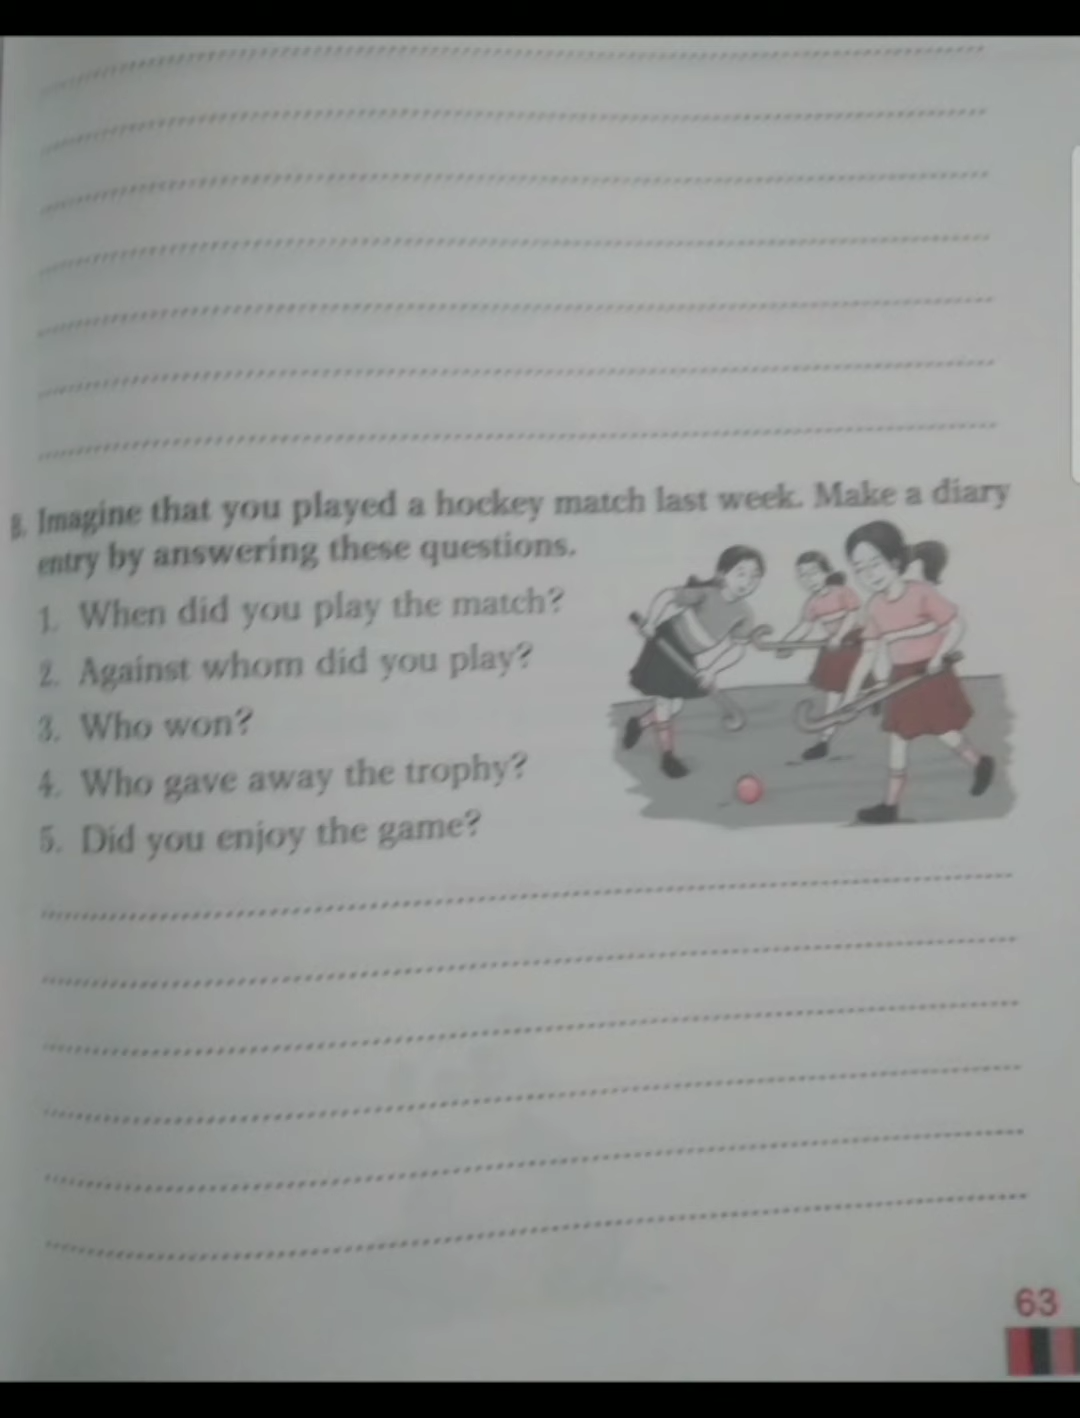 B. Imagine that you played a hockey match last week. Make a diary
entry by answering these questions.
1. When did you play the match?
2. Against whom did you play?
3. Who won?
4. Who gave away the trophy?
5. Did you enjoy the game?
63